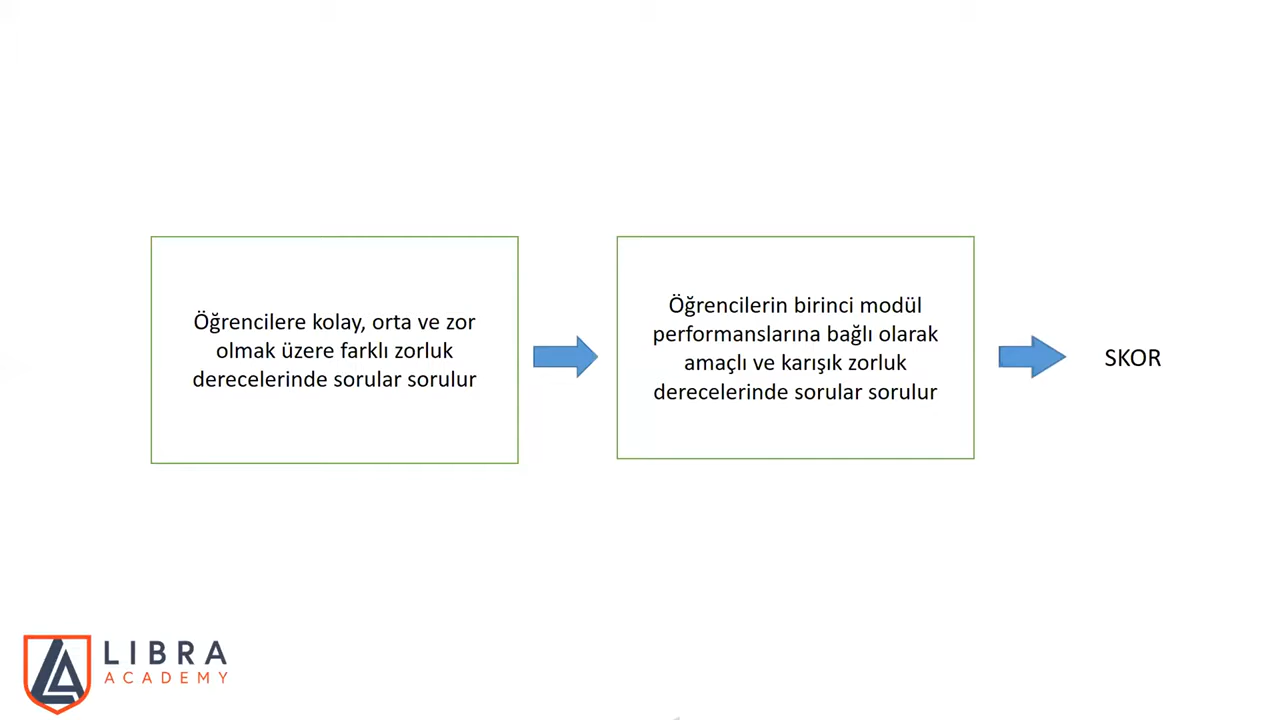 Öğrencilere kolay, orta ve zor
olmak üzere farklı zorluk
derecelerinde sorular sorulur
Öğrencilerin birinci modül
performanslarına bağlı olarak
amaçlı ve karışık zorluk
derecelerinde sorular sorulur
SKOR
LIBRA
ACADEMY